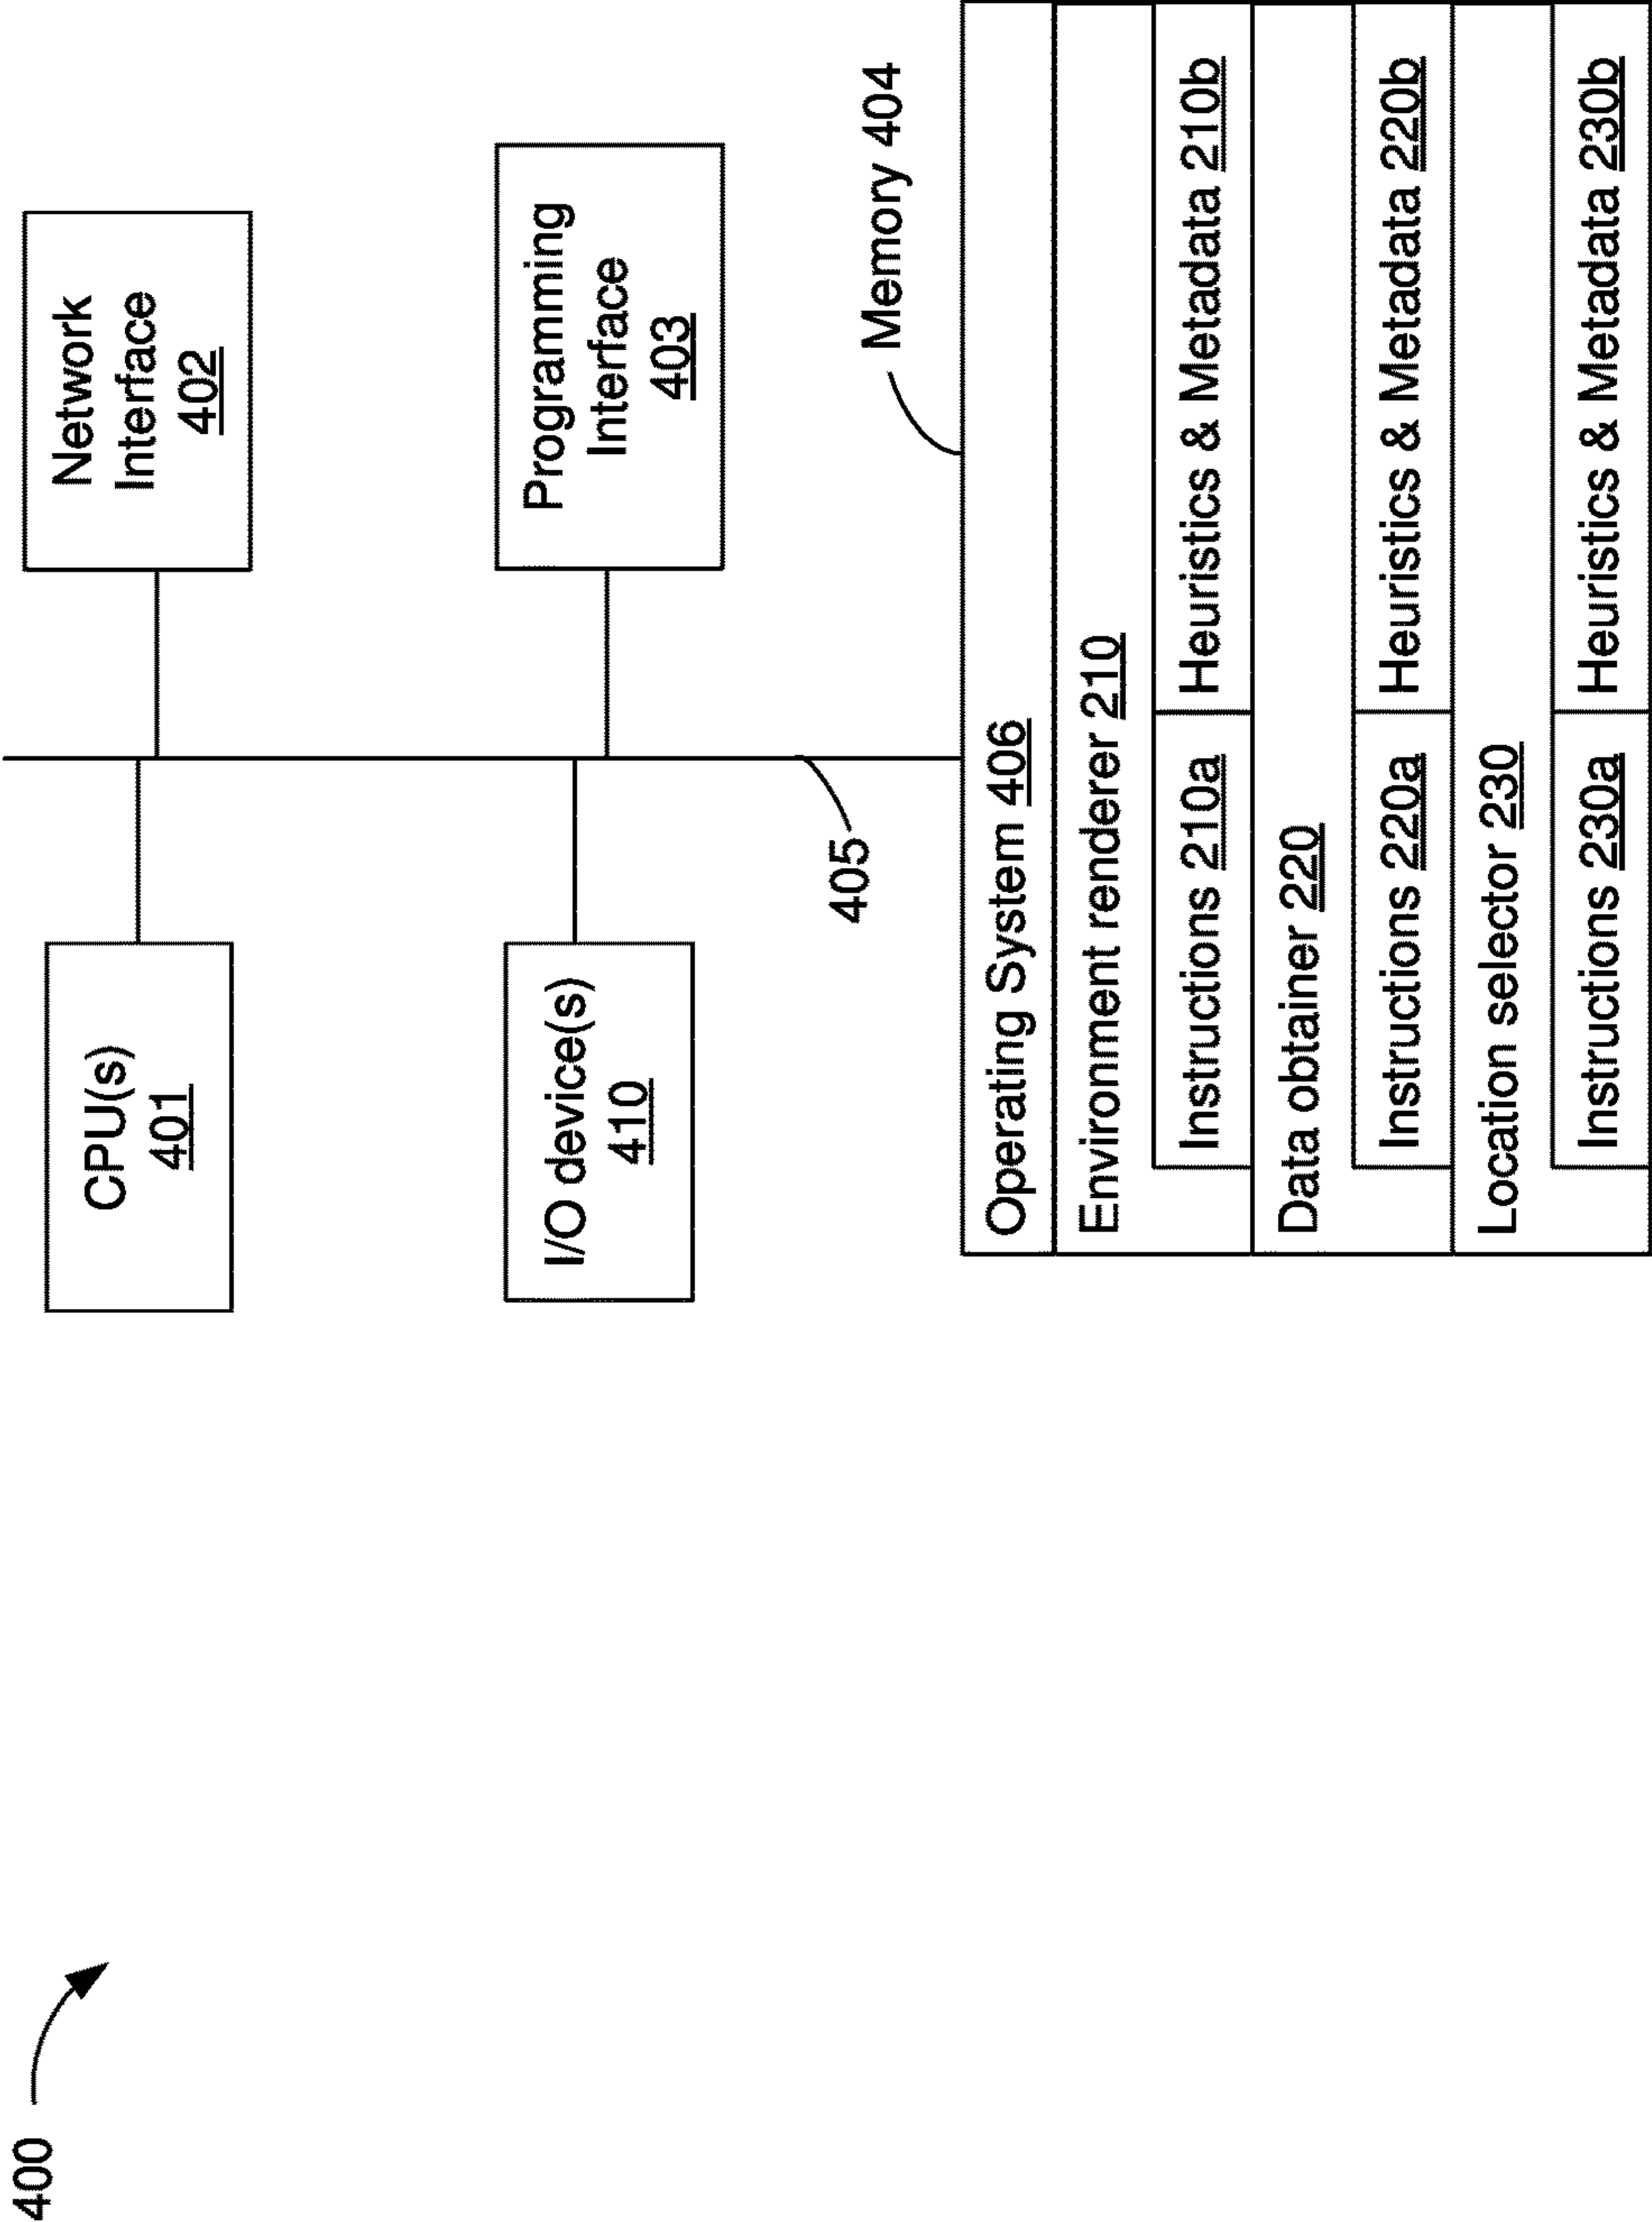 400
CPU(s)
401
Network
Interface
402
I/O device(s)
410
Programming
Interface
403
405
Memory 404
Operating System 406
Environment renderer 210
Instructions 210a
Heuristics & Metadata 210b
Data obtainer 220
Instructions 220a
Heuristics & Metadata 220b
Location selector 230
Instructions 230a
Heuristics & Metadata 230b